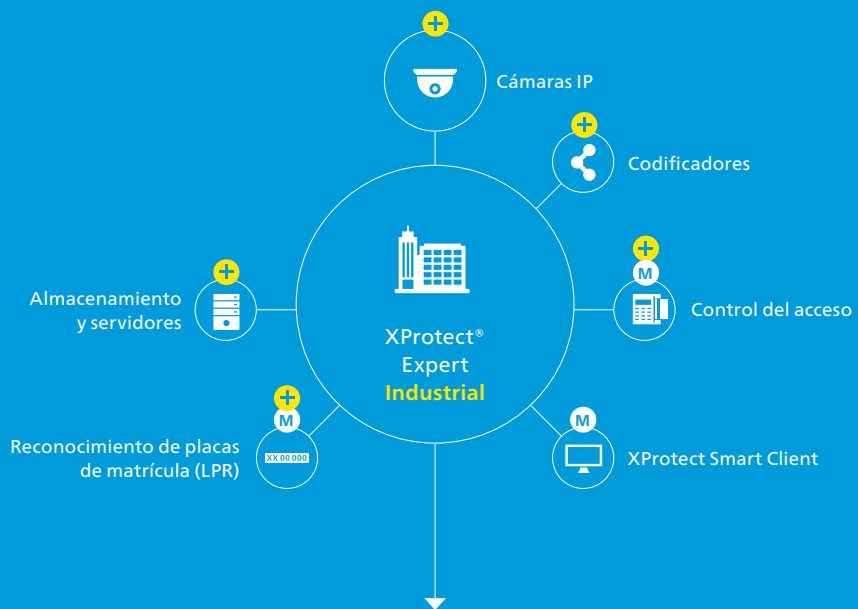 +
Cámaras IP
+
Codificadores
+
M
Control del acceso
+
Almacenamiento
y servidores
XProtect®
Expert
Industrial
+
M
Reconocimiento de placas
de matrícula (LPR)
XX 00 000
M
XProtect Smart Client